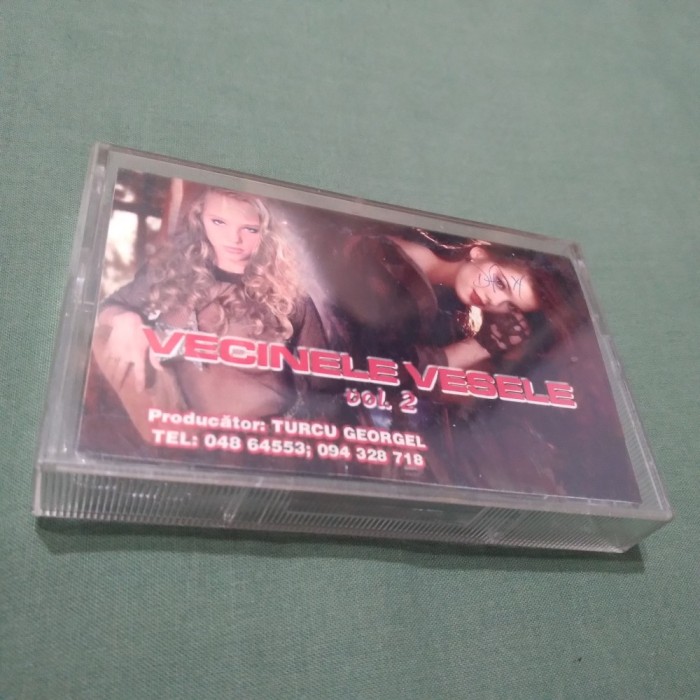 VECINELE VESELE
vol. 2
Producător: TURCU GEORGEL
TEL: 048 64553; 094 328 718